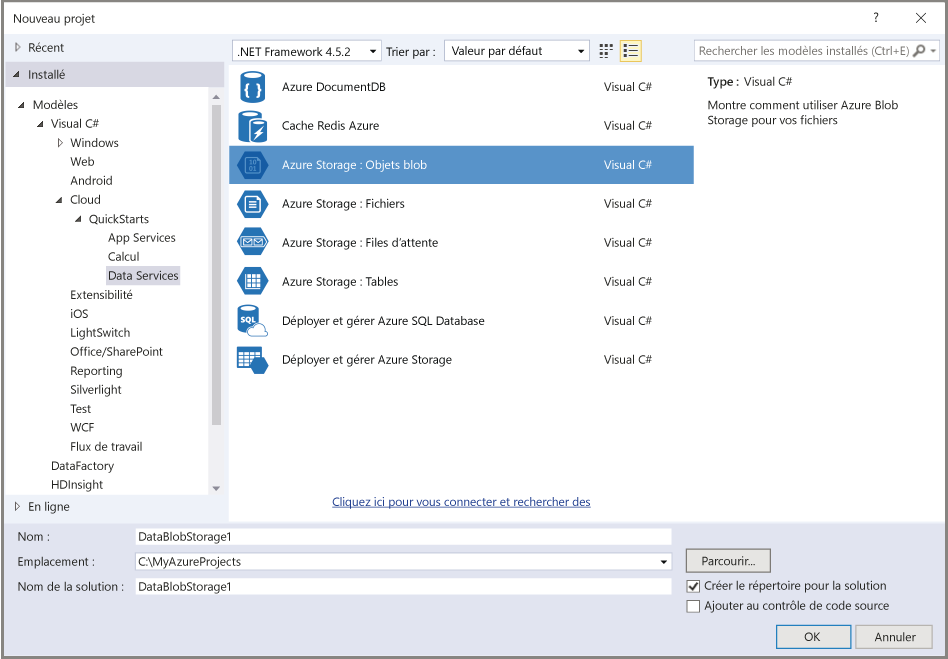 Nouveau projet
?
Récent
.NET Framework 4.5.2
Trier par :
Valeur par défaut
Rechercher les modèles installés (Ctrl+E)
Installé
Modèles
Visual C#
Windows
Web
Android
Cloud
QuickStarts
App Services
Calcul
Data Services
Extensibilité
iOS
LightSwitch
Office/SharePoint
Reporting
Silverlight
Test
WCF
Flux de travail
DataFactory
HDInsight
En ligne
Azure DocumentDB Visual C#
Cache Redis Azure Visual C#
Azure Storage : Objets blob Visual C#
Azure Storage : Fichiers Visual C#
Azure Storage : Files d'attente Visual C#
Azure Storage : Tables Visual C#
SQL Déployer et gérer Azure SQL Database Visual C#
Déployer et gérer Azure Storage Visual C#
Cliquez ici pour vous connecter et rechercher des
Type : Visual C#
Montre comment utiliser Azure Blob
Storage pour vos fichiers
Nom : DataBlobStorage1
Emplacement : C:\MyAzureProjects
Parcourir...
Nom de la solution : DataBlobStorage1
Créer le répertoire pour la solution
Ajouter au contrôle de code source
OK
Annuler